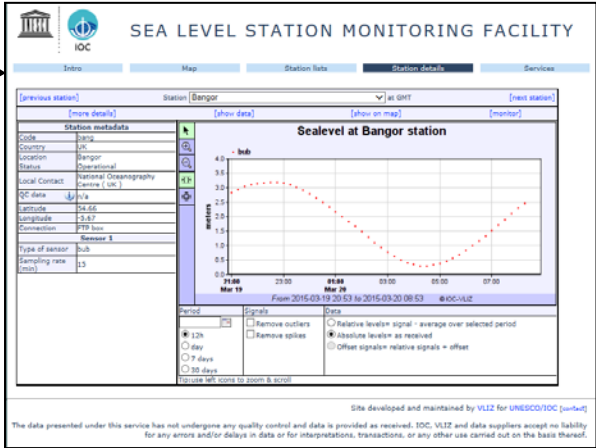 IOC
SEA LEVEL STATION MONITORING FACILITY
Intro Map Station lists Station details Services
[previous station] Station Bangor at GMT [next station]
[more details] [show data] [show on map] [monitor]
Station metadata
Code bang
Country UK
Location Bangor
Status Operational
Local Contact National Oceanography Centre ( UK )
QC data n/a
Latitude 54.66
Longitude -5.67
Connection FTP box
Sensor 1
Type of sensor bub
Sampling rate (min) 15
Sealevel at Bangor station
bub
meters
4.0
3.5
3.0
2.5
2.0
1.5
1.0
0.5
0.0
21:00 23:00 01:00 03:00 05:00 07:00
Mar 19 Mar 20
From 2015-03-19 20:53 to 2015-03-20 08:53 ©IOC-VLIZ
Period Signals Data
12h
day
7 days
30 days
Remove outliers
Remove spikes
Relative levels= signal - average over selected period
Absolute levels= as received
Offset signals= relative signals + offset
Tip:use left icons to zoom & scroll
Site developed and maintained by VLIZ for UNESCO/IOC [contact]
The data presented under this service has not undergone any quality control and data is provided as received. IOC, VLIZ and data suppliers accept no liability
for any errors and/or delays in data or for interpretations, transactions, or any other use carried out on the basis thereof.